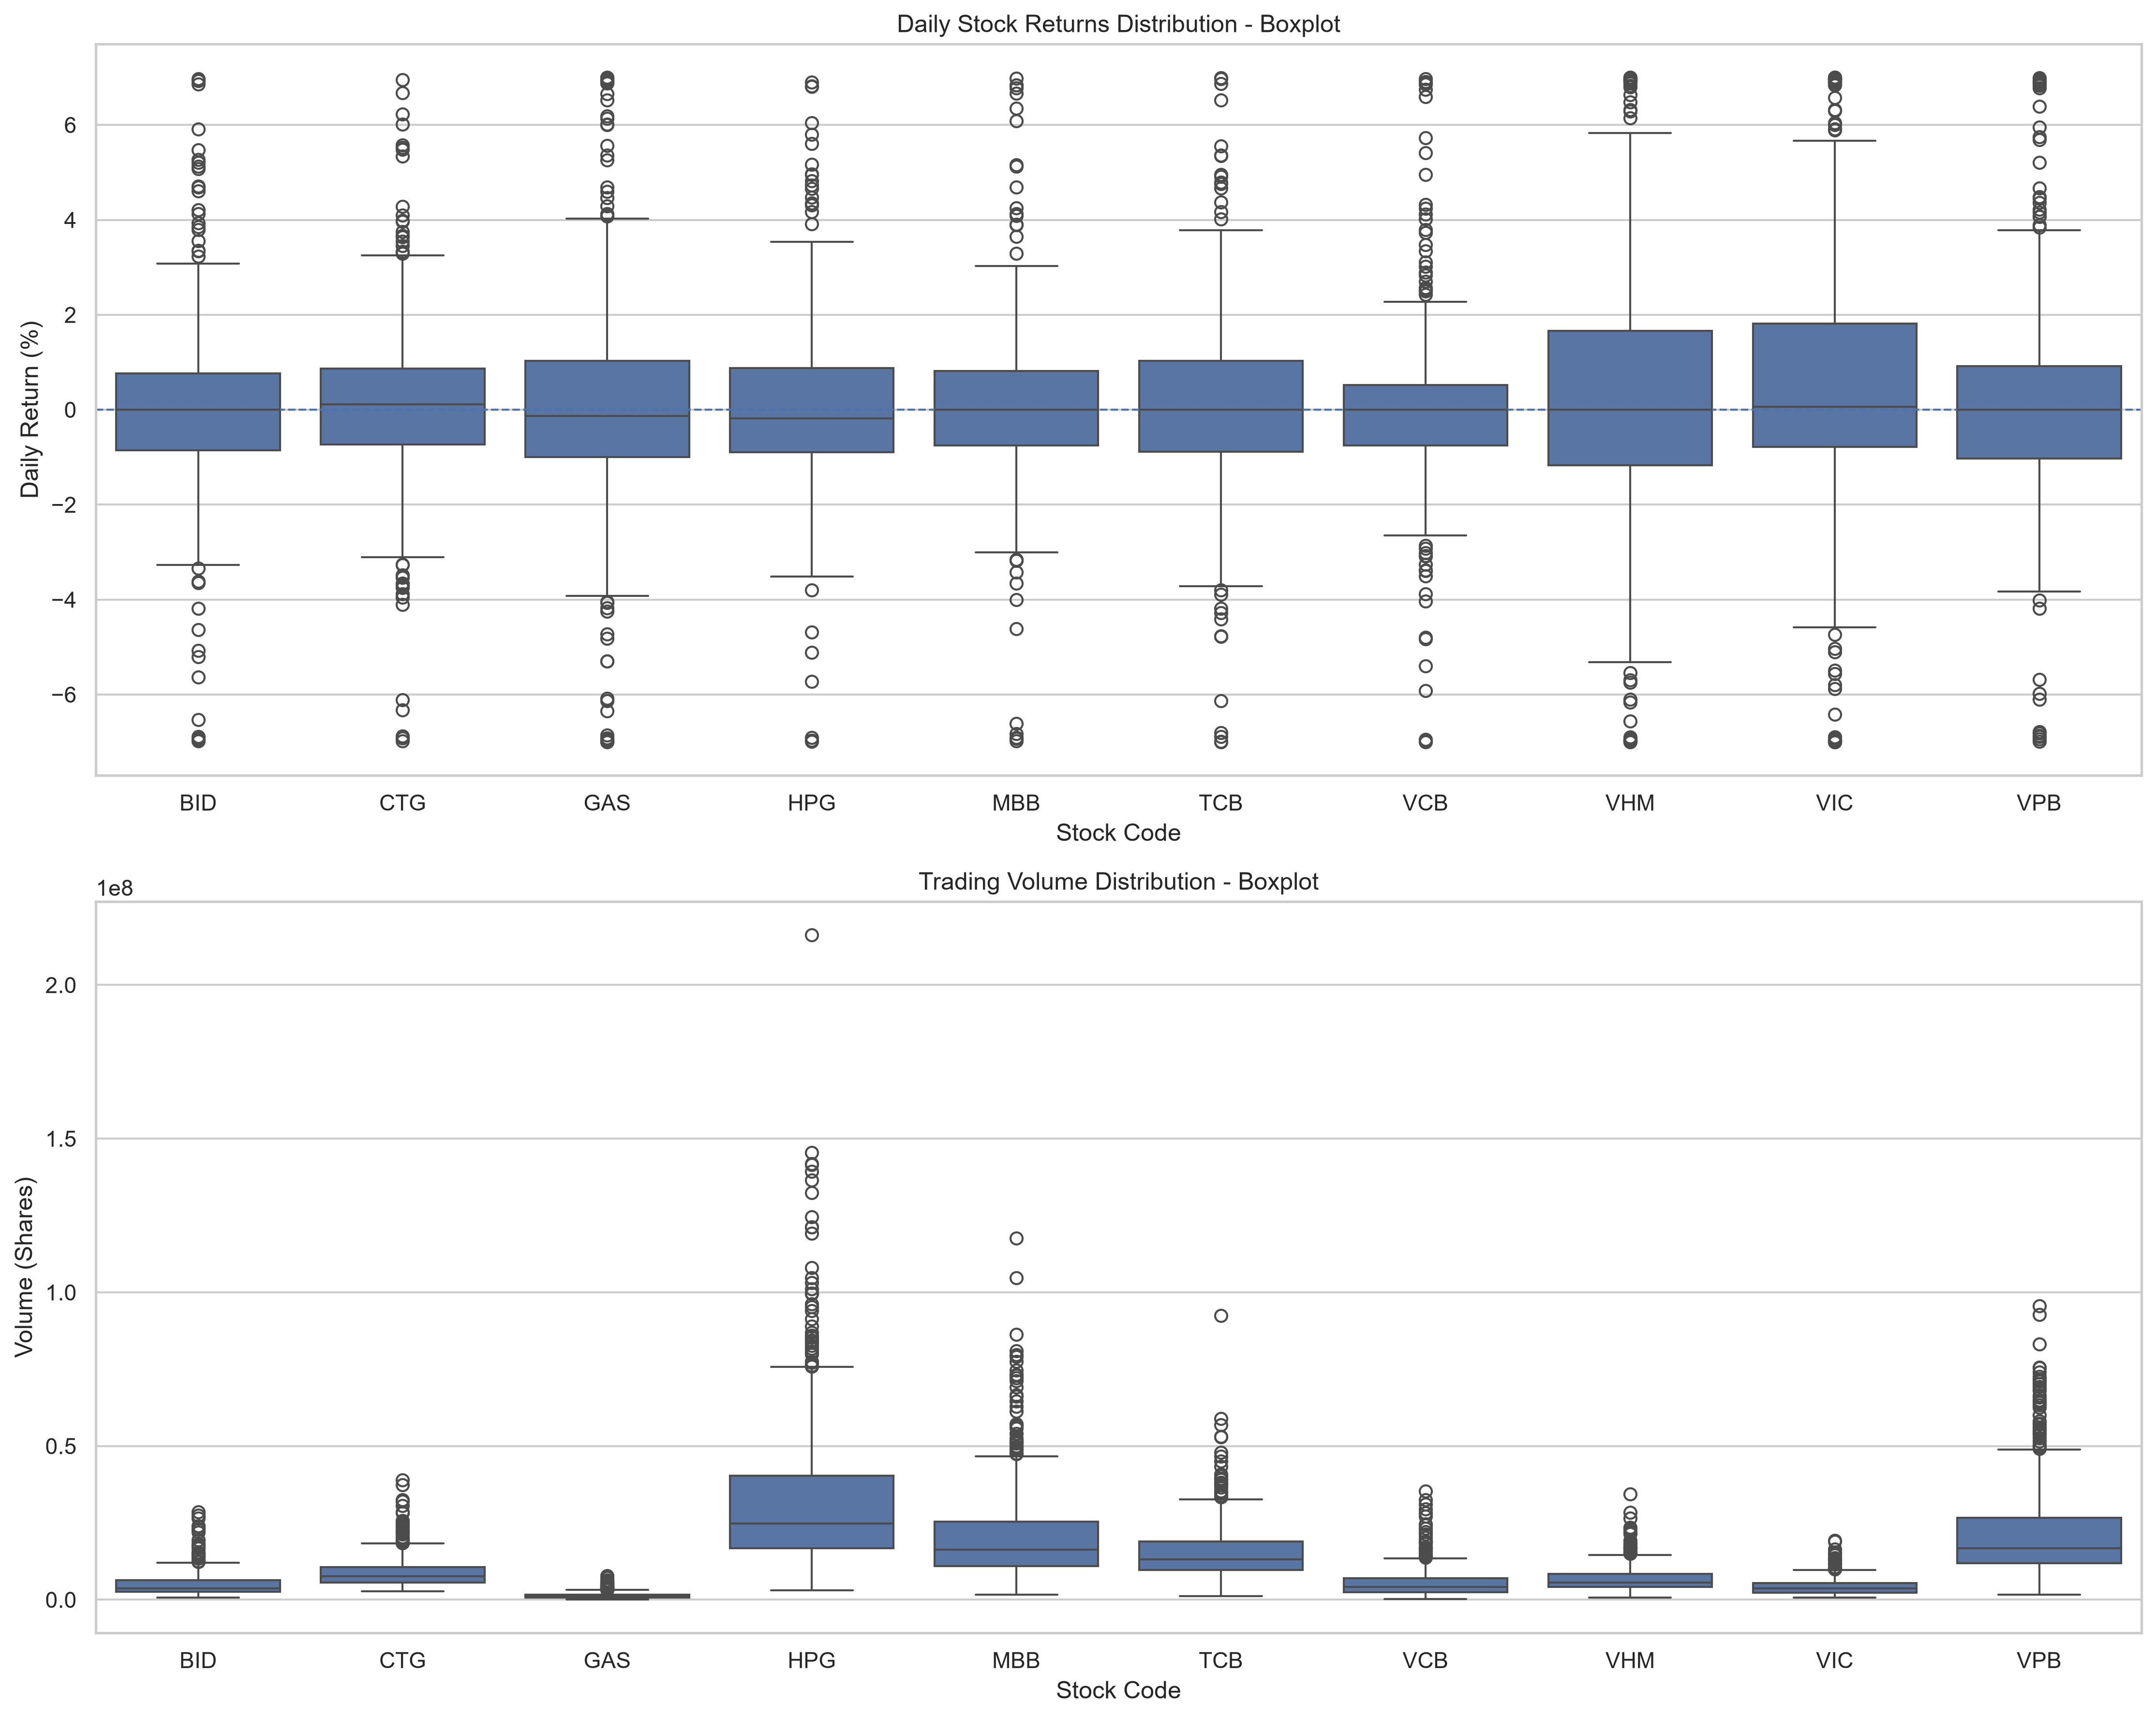 Daily Stock Returns Distribution - Boxplot
Daily Return (%)
6
4
2
0
−2
−4
−6
BID CTG GAS HPG MBB TCB VCB VHM VIC VPB
Stock Code
Trading Volume Distribution - Boxplot
1e8
Volume (Shares)
2.0
1.5
1.0
0.5
0.0
BID CTG GAS HPG MBB TCB VCB VHM VIC VPB
Stock Code